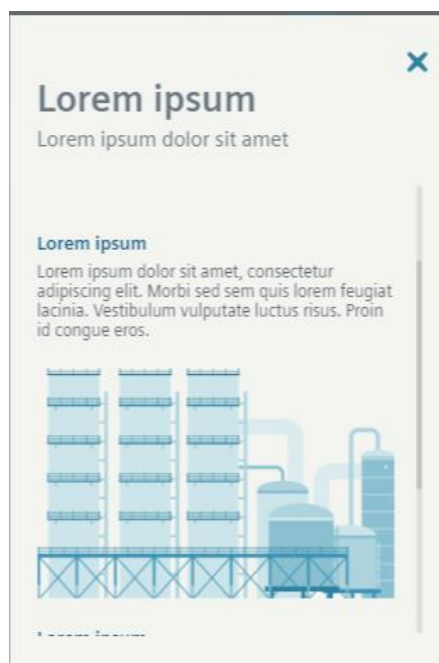 Lorem ipsum
Lorem ipsum dolor sit amet
Lorem ipsum
Lorem ipsum dolor sit amet, consectetur
adipiscing elit. Morbi sed sem quis lorem feugiat
lacinia. Vestibulum vulputate luctus risus. Proin
id congue eros.